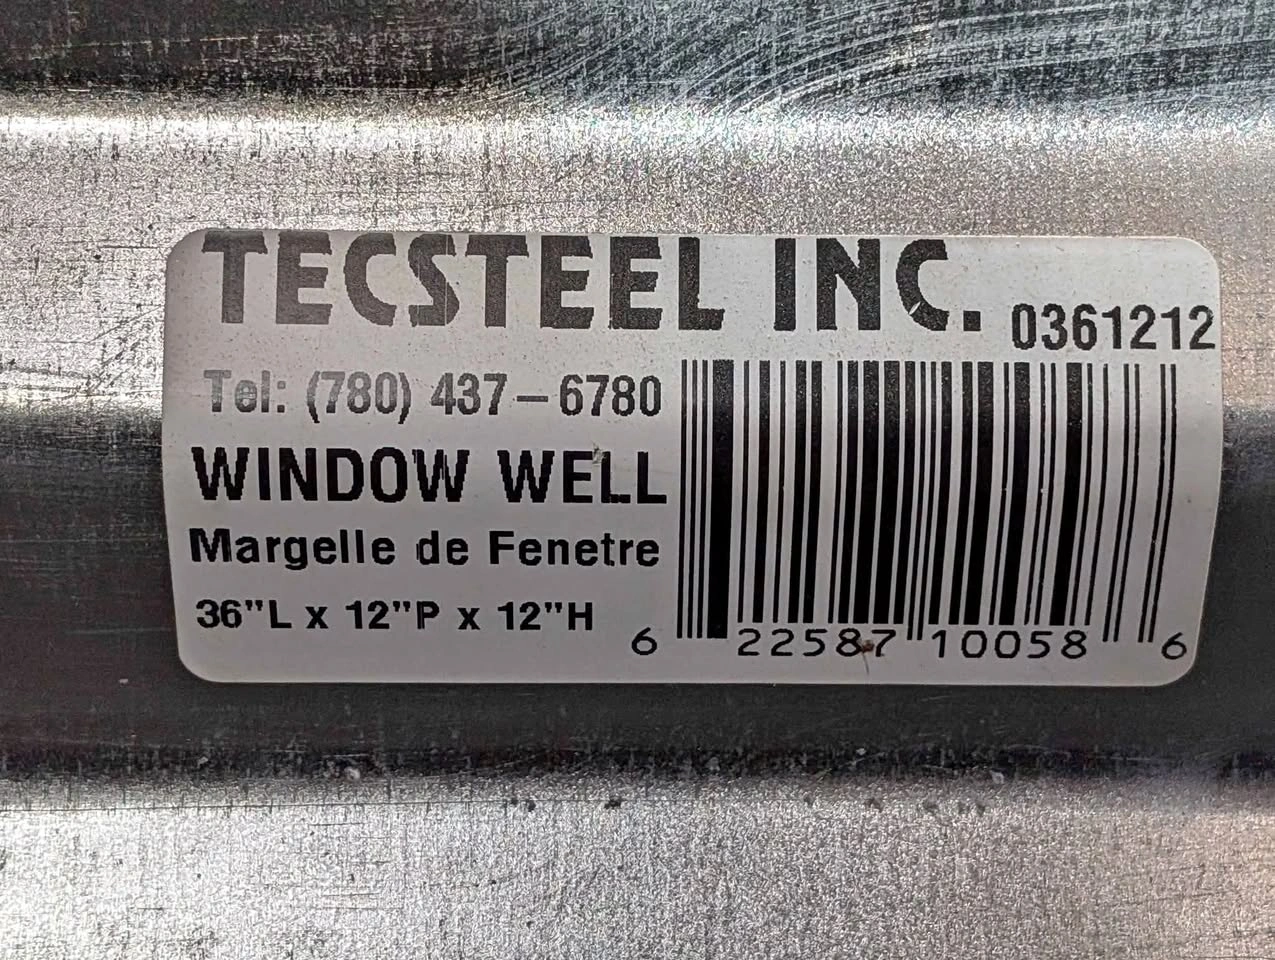 TECSTEEL INC.
0361212
Tel: (780) 437-6780
WINDOW WELL
Margelle de Fenetre
36"L x 12"P x 12"H
6 22587 10058 6